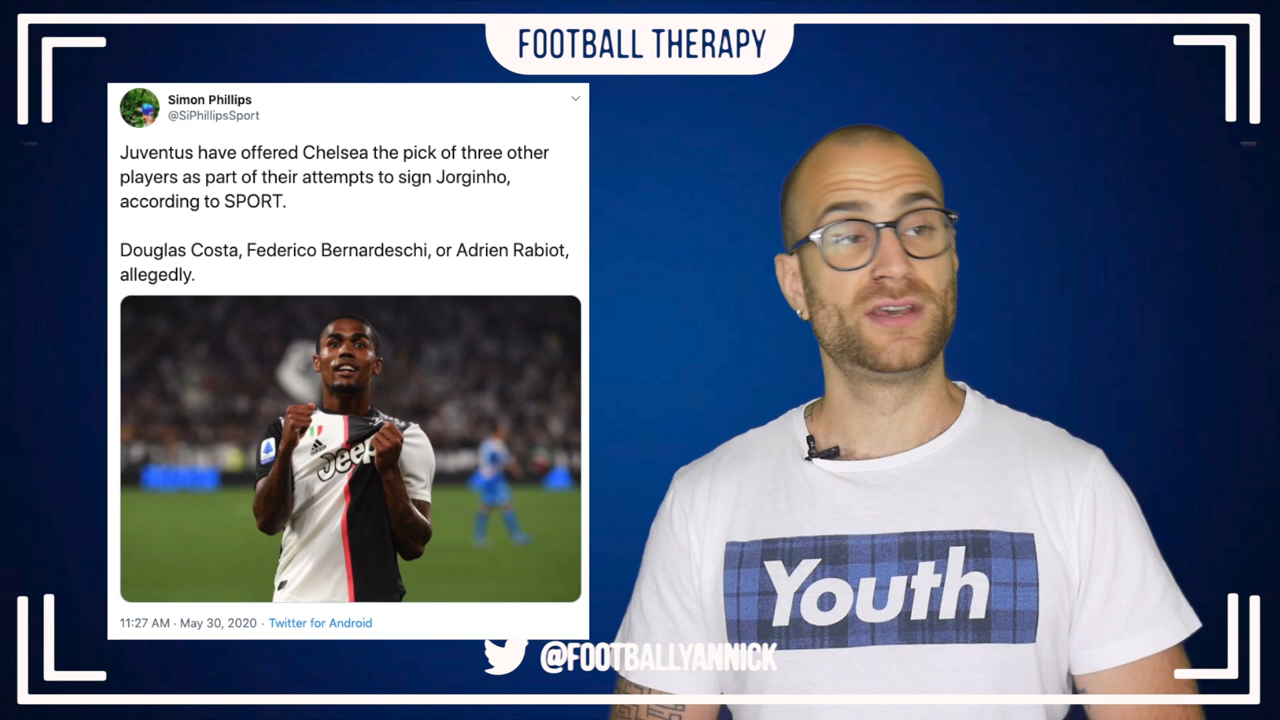 FOOTBALL THERAPY
Simon Phillips
@SiPhillipsSport
Juventus have offered Chelsea the pick of three other
players as part of their attempts to sign Jorginho,
according to SPORT.
Douglas Costa, Federico Bernardeschi, or Adrien Rabiot,
allegedly.
Jeep
11:27 AM · May 30, 2020 · Twitter for Android
@FOOTBALLYANNICK
Youth